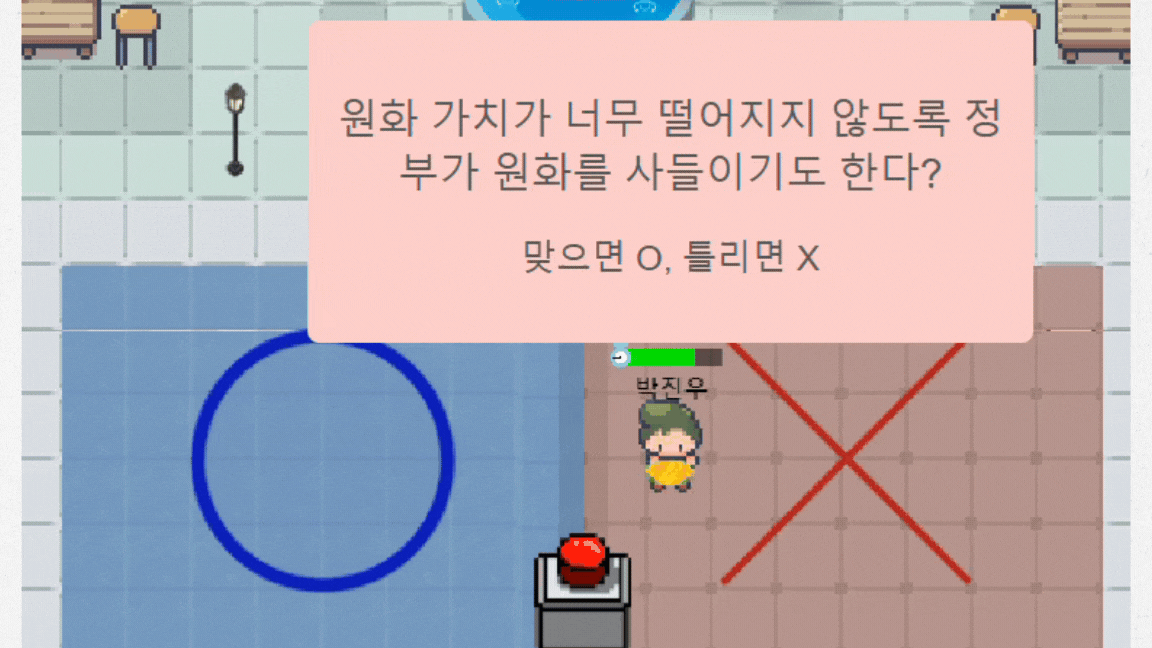 원화 가치가 너무 떨어지지 않도록 정
부가 원화를 사들이기도 한다?
맞으면 O, 틀리면 X
박진우